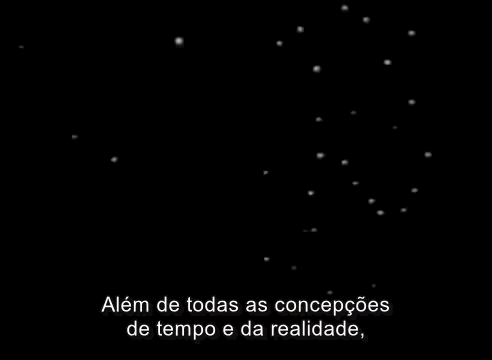 Além de todas as concepções
de tempo e da realidade,